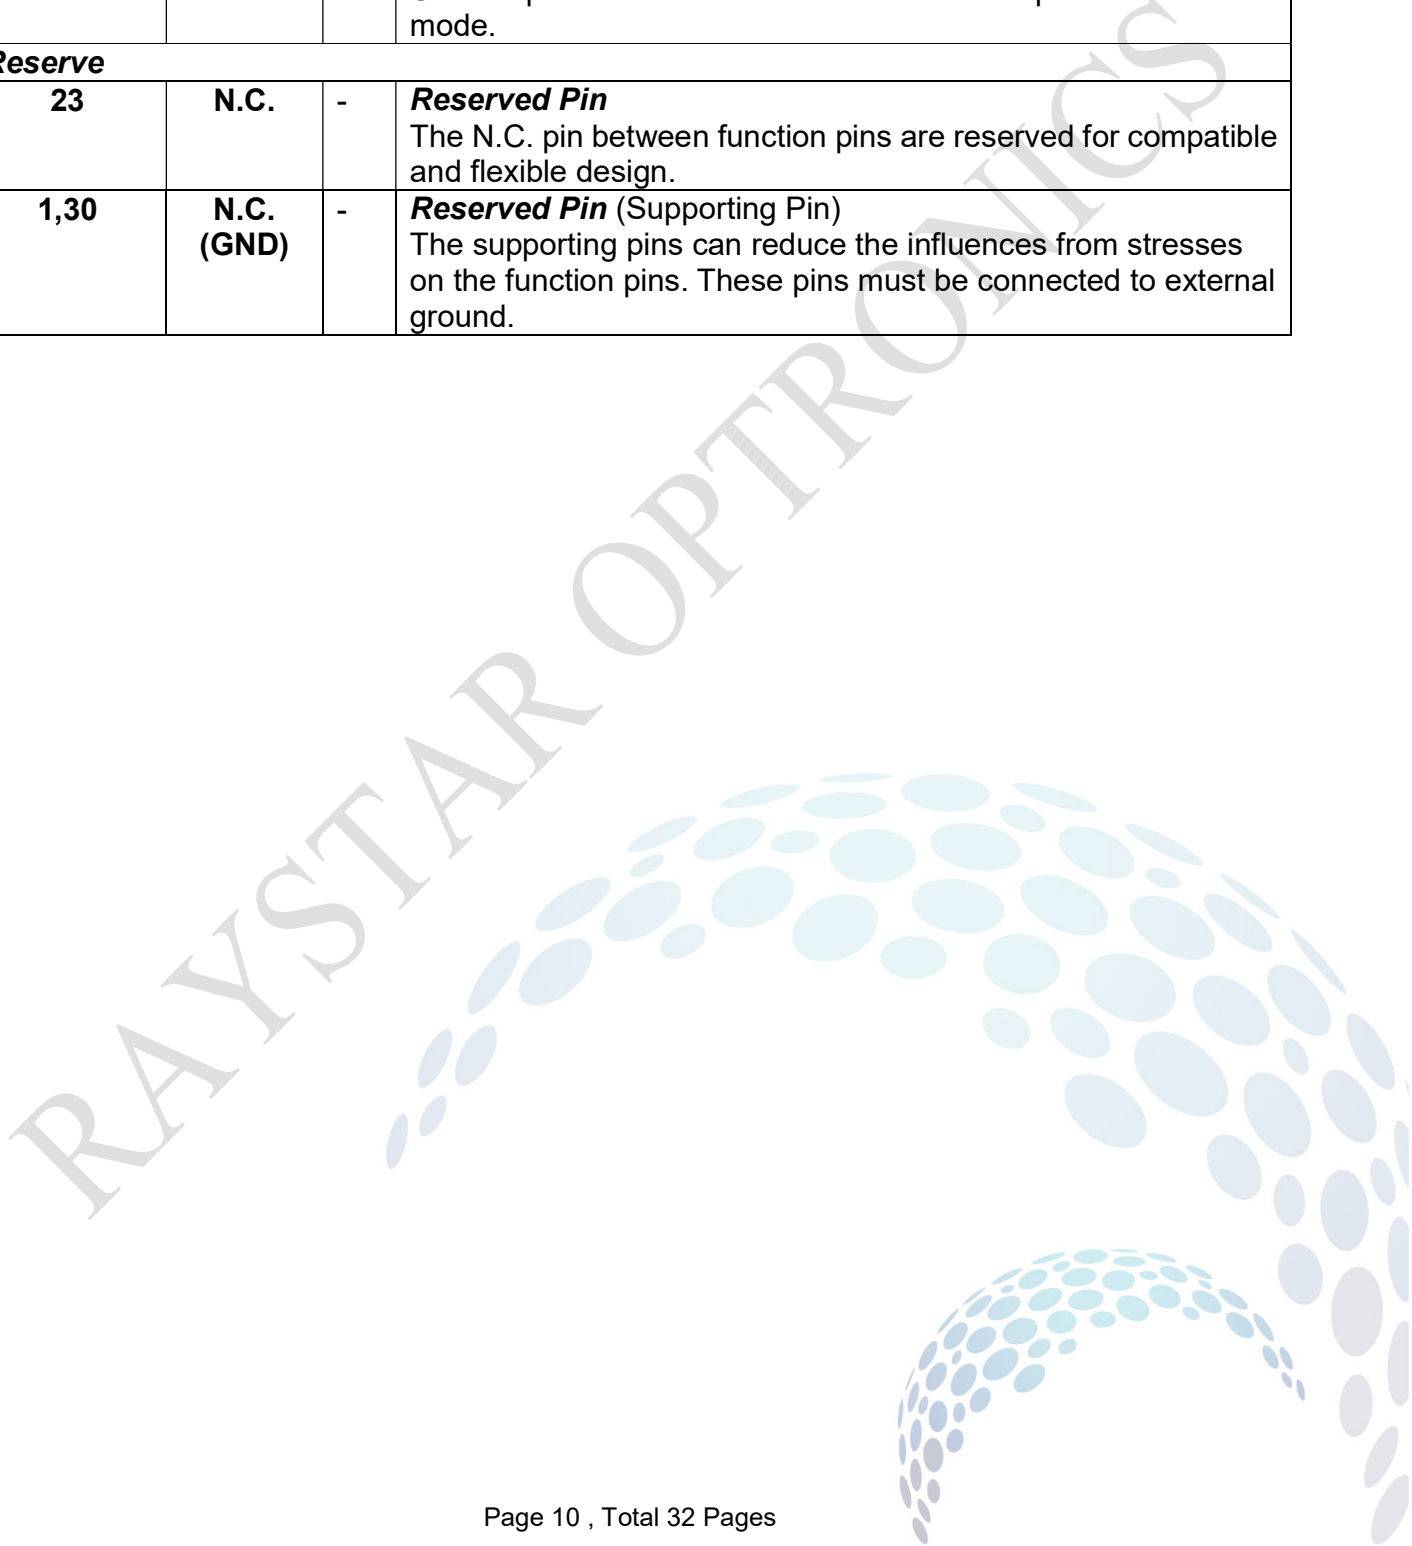 mode.
Reserve
23 N.C. - Reserved Pin
The N.C. pin between function pins are reserved for compatible
and flexible design.
1,30 N.C. - Reserved Pin (Supporting Pin)
(GND) The supporting pins can reduce the influences from stresses
on the function pins. These pins must be connected to external
ground.
RAYSTAR OPTRONICS
Page 10 , Total 32 Pages